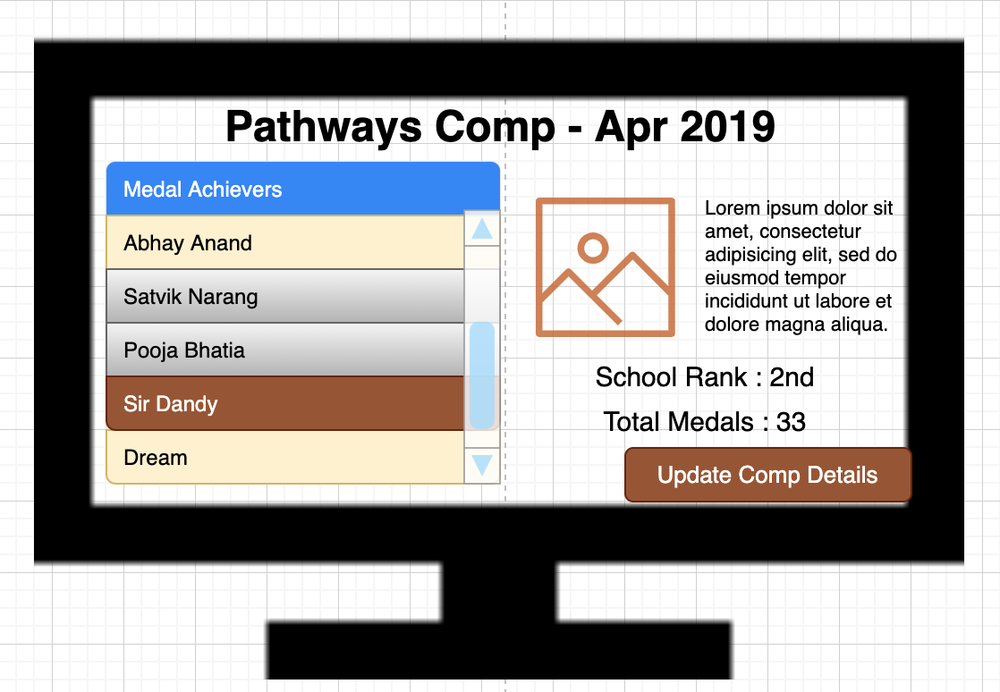 Pathways Comp - Apr 2019
Medal Achievers
Abhay Anand
Satvik Narang
Pooja Bhatia
Sir Dandy
Dream
Lorem ipsum dolor sit
amet, consectetur
adipisicing elit, sed do
eiusmod tempor
incididunt ut labore et
dolore magna aliqua.
School Rank : 2nd
Total Medals : 33
Update Comp Details